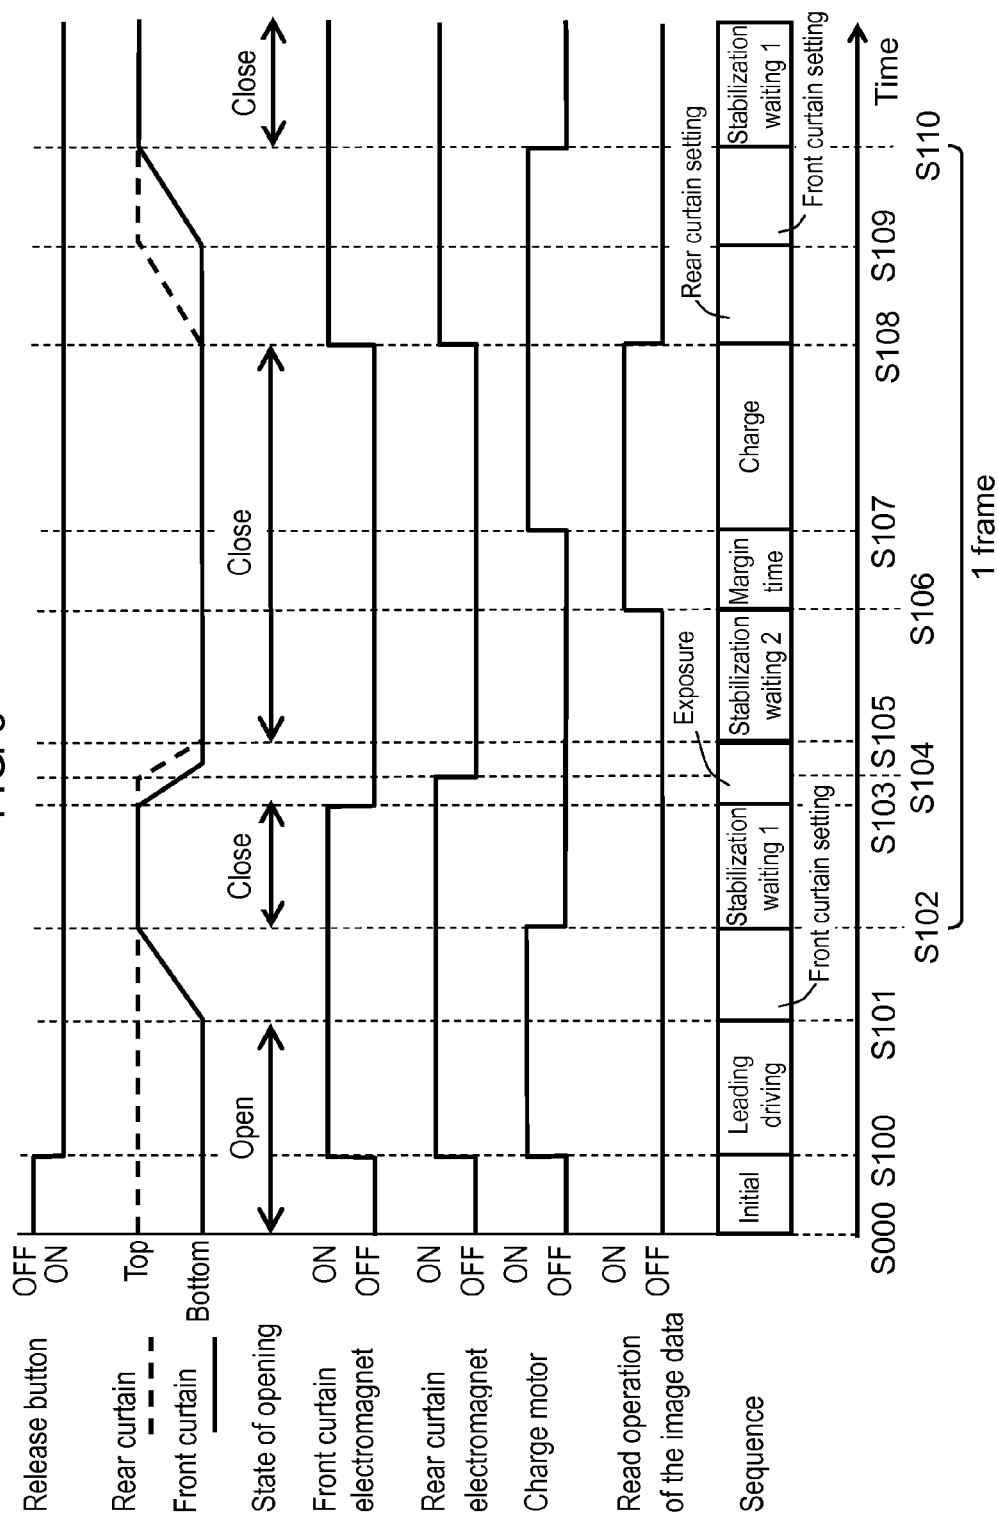 Release button
OFF
ON
Rear curtain
Top
Front curtain
Bottom
State of opening
Open
Close
Close
Close
Front curtain
electromagnet
ON
OFF
Rear curtain
electromagnet
ON
OFF
Charge motor
ON
OFF
Read operation
of the image data
ON
OFF
Exposure
Rear curtain setting
Sequence
Initial
Leading
driving
Stabilization
waiting 1
Stabilization
waiting 2
Margin
time
Charge
Stabilization
waiting 1
Front curtain setting
Front curtain setting
Time
S000
S100
S101
S102
S103
S104
S105
S106
S107
S108
S109
S110
1 frame